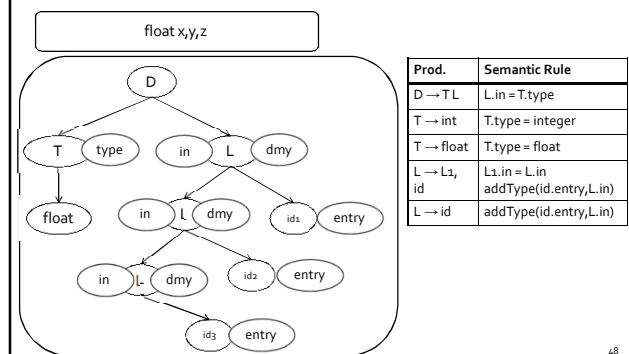 float x,y,z
D
T type in L dmy
float in L dmy id1 entry
in L dmy id2 entry
id3 entry
Prod. Semantic Rule
D → T L L.in = T.type
T → int T.type = integer
T → float T.type = float
L → L1, L1.in = L.in
id addType(id.entry,L.in)
L → id addType(id.entry,L.in)
48